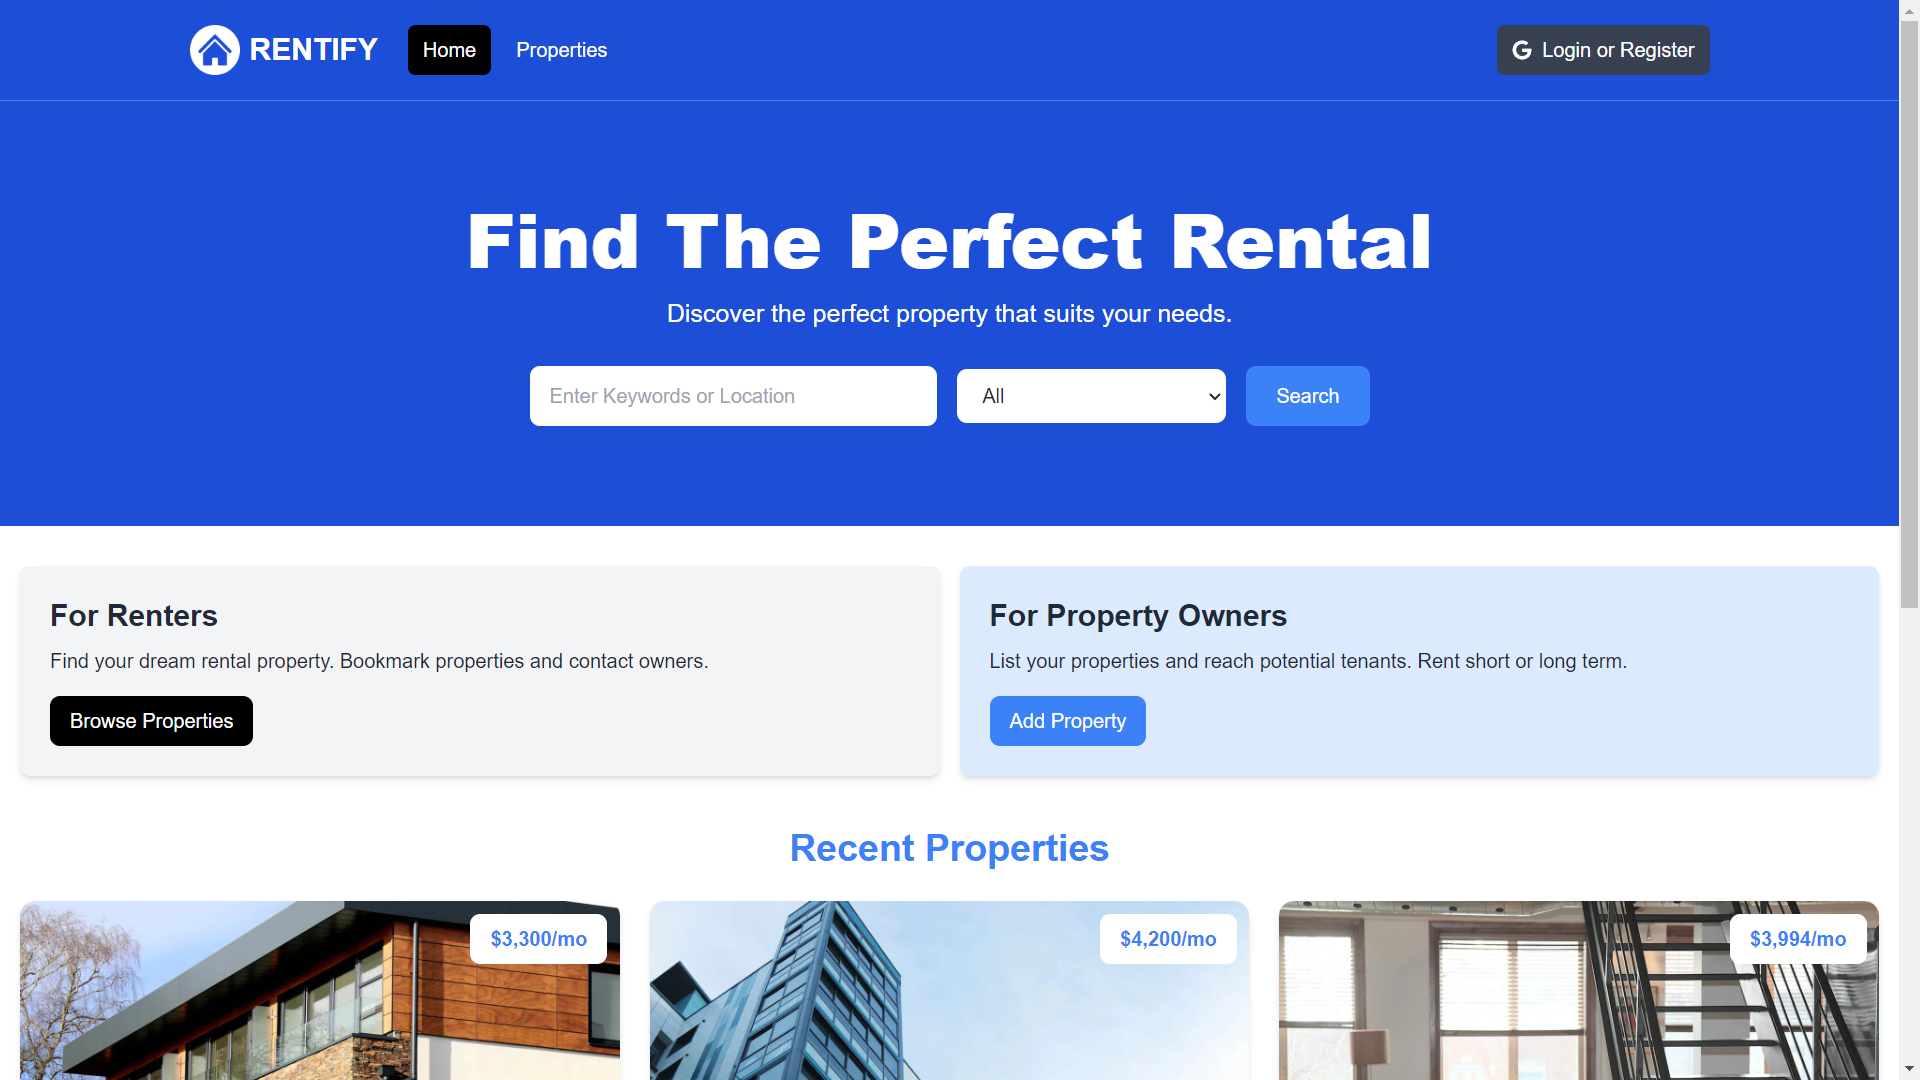 RENTIFY
Home
Properties
Login or Register
Find The Perfect Rental
Discover the perfect property that suits your needs.
Enter Keywords or Location
All
Search
For Renters
Find your dream rental property. Bookmark properties and contact owners.
Browse Properties
For Property Owners
List your properties and reach potential tenants. Rent short or long term.
Add Property
Recent Properties
$3,300/mo
$4,200/mo
$3,994/mo